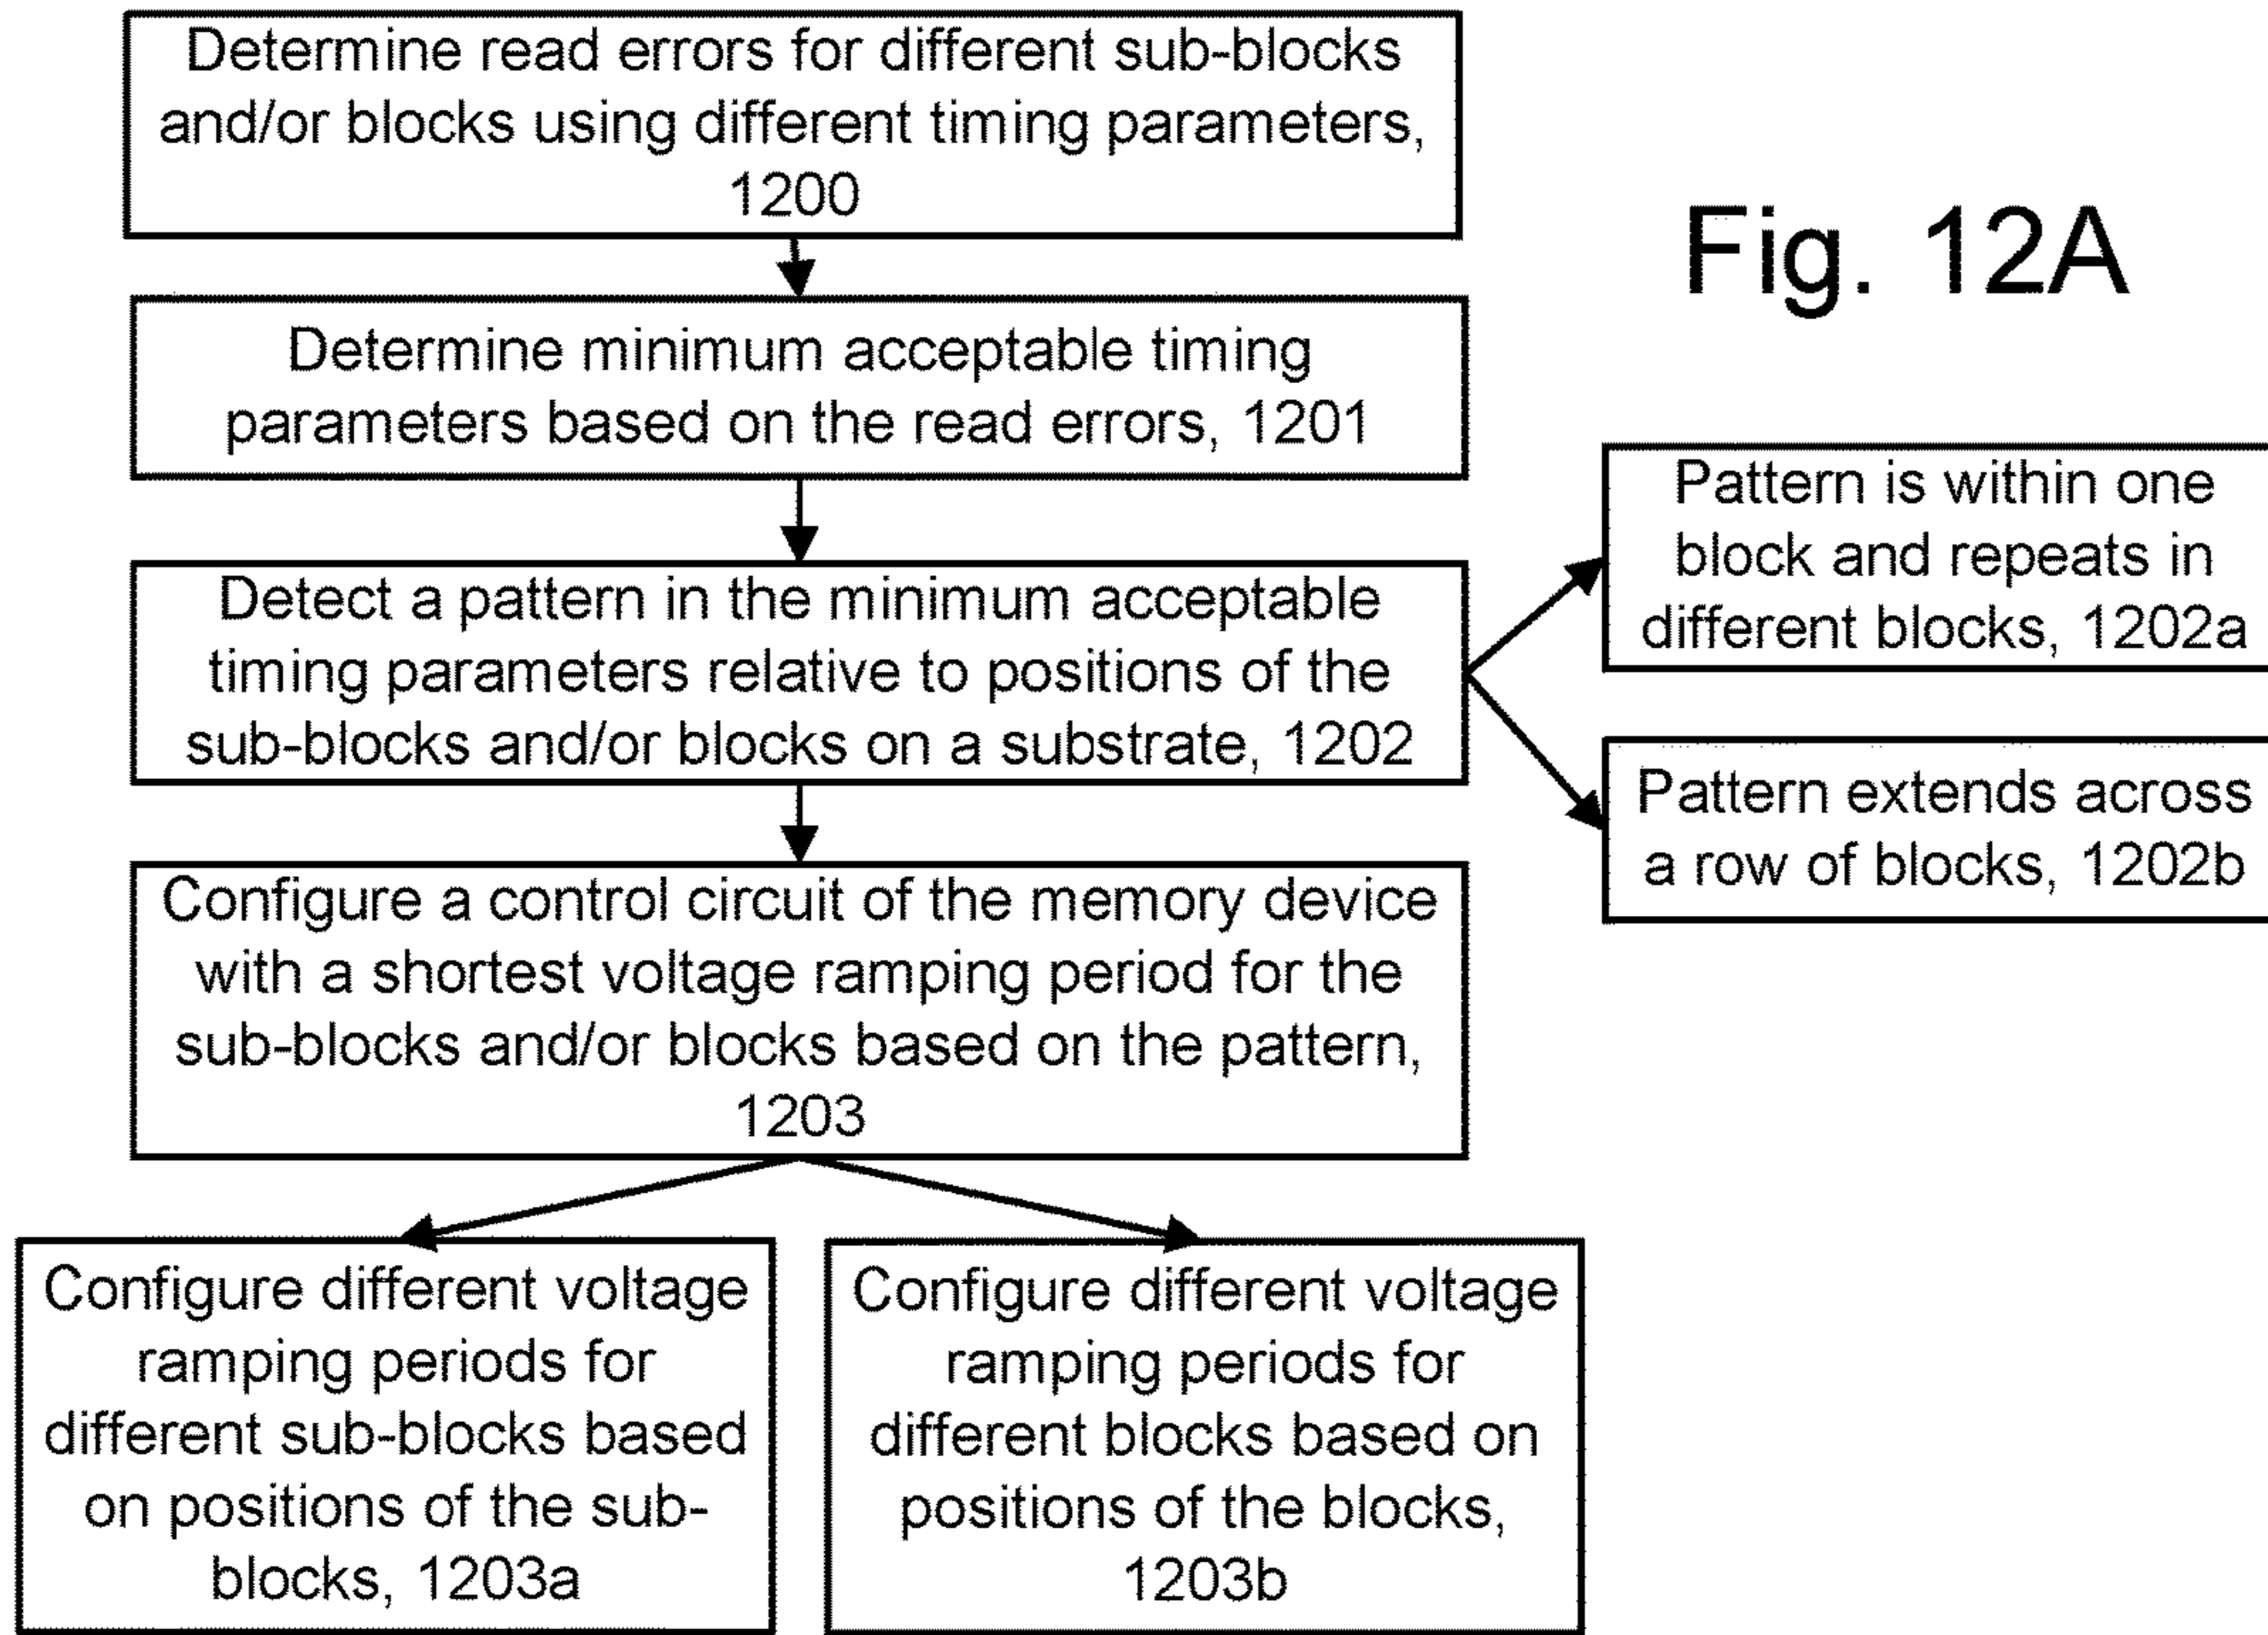 Determine read errors for different sub-blocks
and/or blocks using different timing parameters,
1200
Fig. 12A
Determine minimum acceptable timing
parameters based on the read errors, 1201
Detect a pattern in the minimum acceptable
timing parameters relative to positions of the
sub-blocks and/or blocks on a substrate, 1202
Pattern is within one
block and repeats in
different blocks, 1202a
Pattern extends across
a row of blocks, 1202b
Configure a control circuit of the memory device
with a shortest voltage ramping period for the
sub-blocks and/or blocks based on the pattern,
1203
Configure different voltage
ramping periods for
different sub-blocks based
on positions of the sub-
blocks, 1203a
Configure different voltage
ramping periods for
different blocks based on
positions of the blocks,
1203b